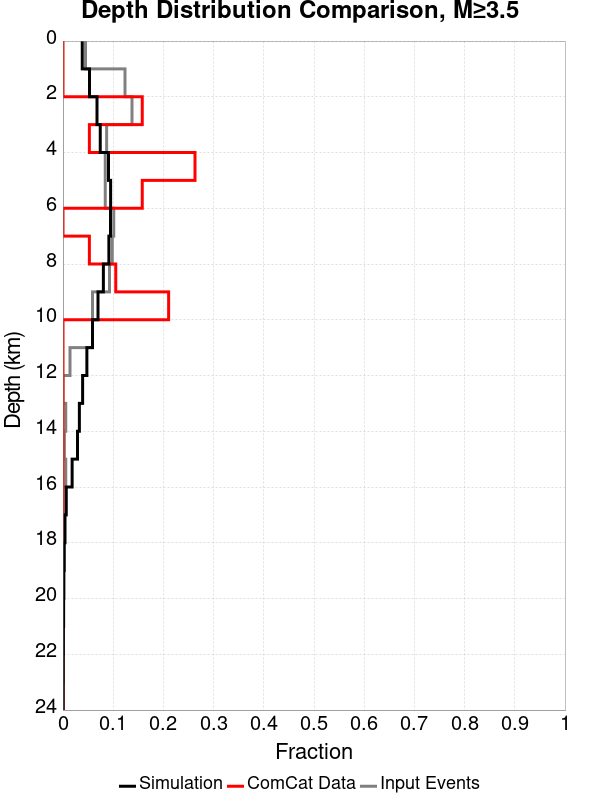 Depth Distribution Comparison, M≥3.5
0
2
4
6
8
10
12
14
16
18
20
22
24
Depth (km)
0 0.1 0.2 0.3 0.4 0.5 0.6 0.7 0.8 0.9 1
Fraction
Simulation ComCat Data Input Events